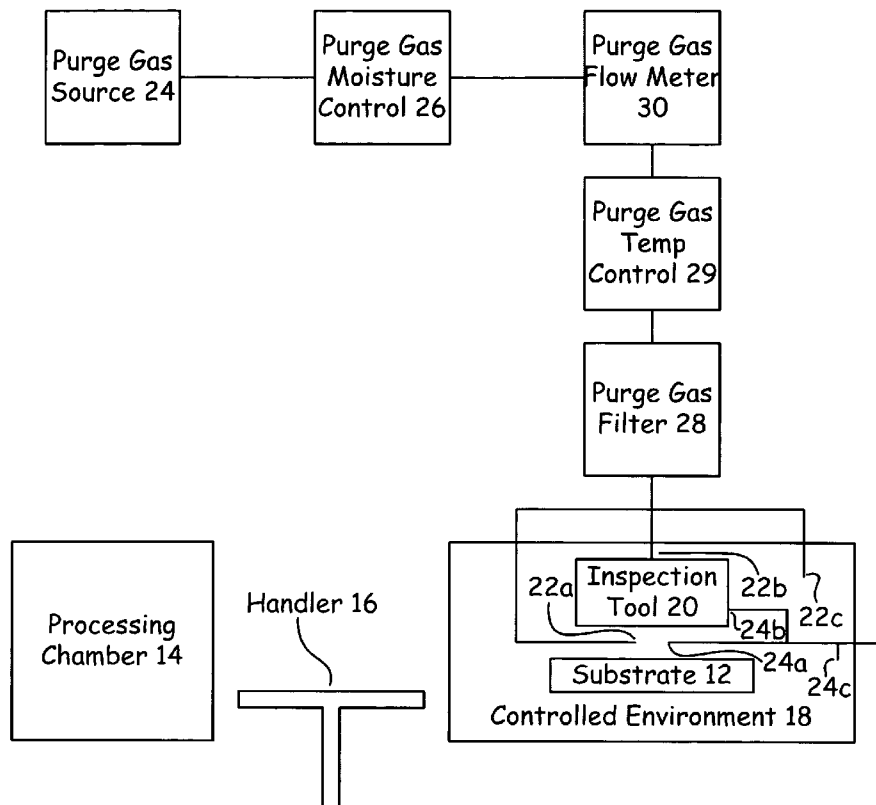 Purge Gas
Source 24
Purge Gas
Moisture
Control 26
Purge Gas
Flow Meter
30
Purge Gas
Temp
Control 29
Purge Gas
Filter 28
Processing
Chamber 14
Handler 16
22a
Inspection
Tool 20
22b
22c
24b
24a
24c
Substrate 12
Controlled Environment 18